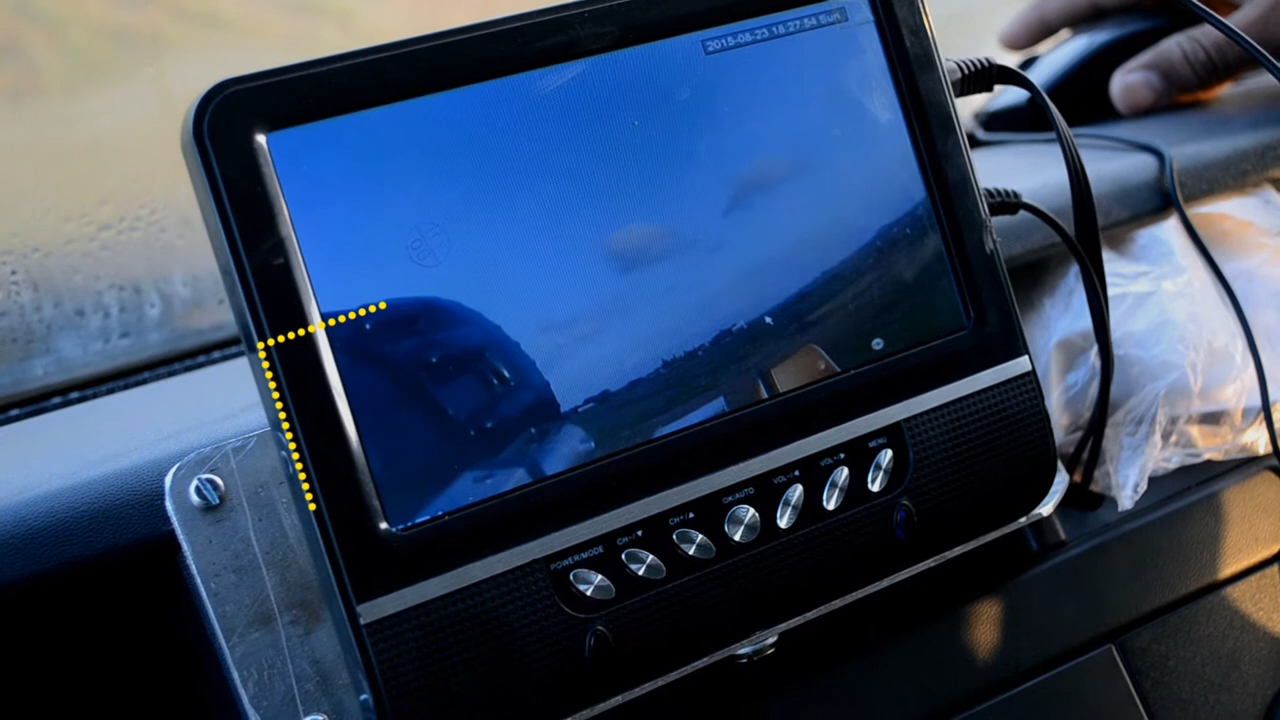 2015-08-23 18:27:54 Sun
POWER/MODE
CH-/▼
CH+/▲
OK/AUTO
VOL-/◀
VOL+/▶
MENU